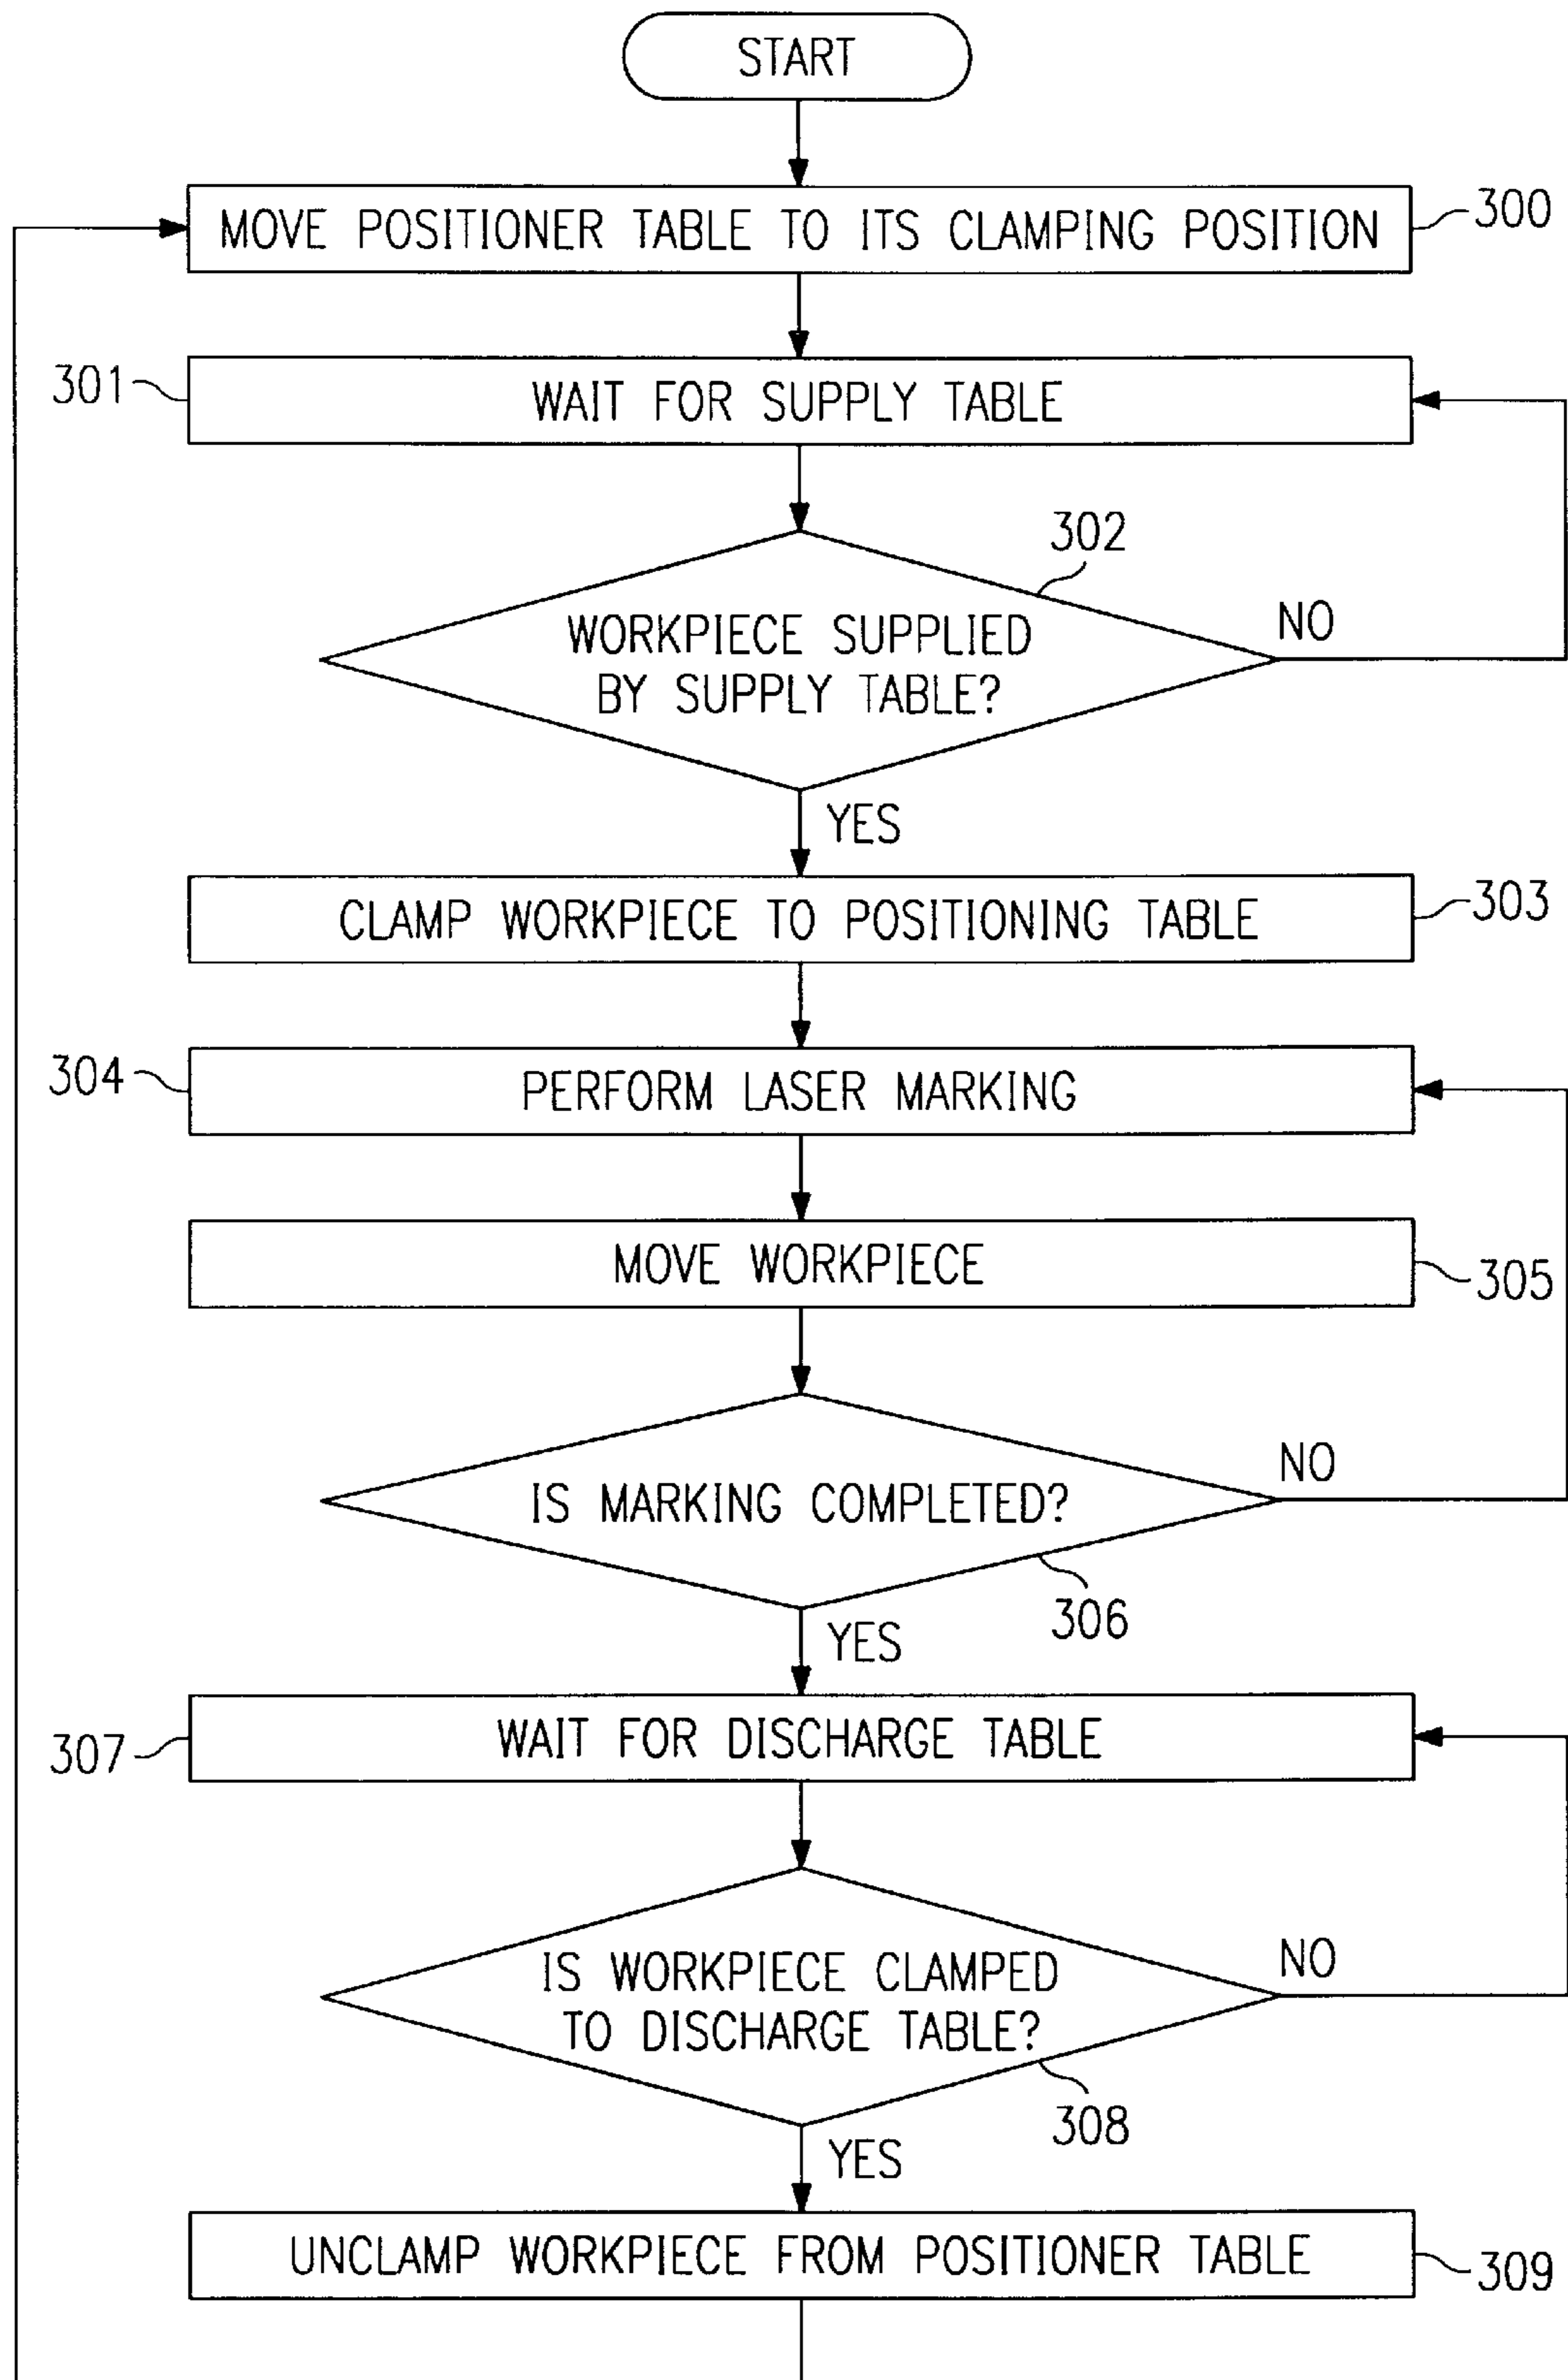 START
MOVE POSITIONER TABLE TO ITS CLAMPING POSITION
300
301
WAIT FOR SUPPLY TABLE
302
WORKPIECE SUPPLIED
BY SUPPLY TABLE?
NO
YES
CLAMP WORKPIECE TO POSITIONING TABLE
303
304
PERFORM LASER MARKING
MOVE WORKPIECE
305
IS MARKING COMPLETED?
NO
306
YES
307
WAIT FOR DISCHARGE TABLE
IS WORKPIECE CLAMPED
TO DISCHARGE TABLE?
NO
308
YES
UNCLAMP WORKPIECE FROM POSITIONER TABLE
309